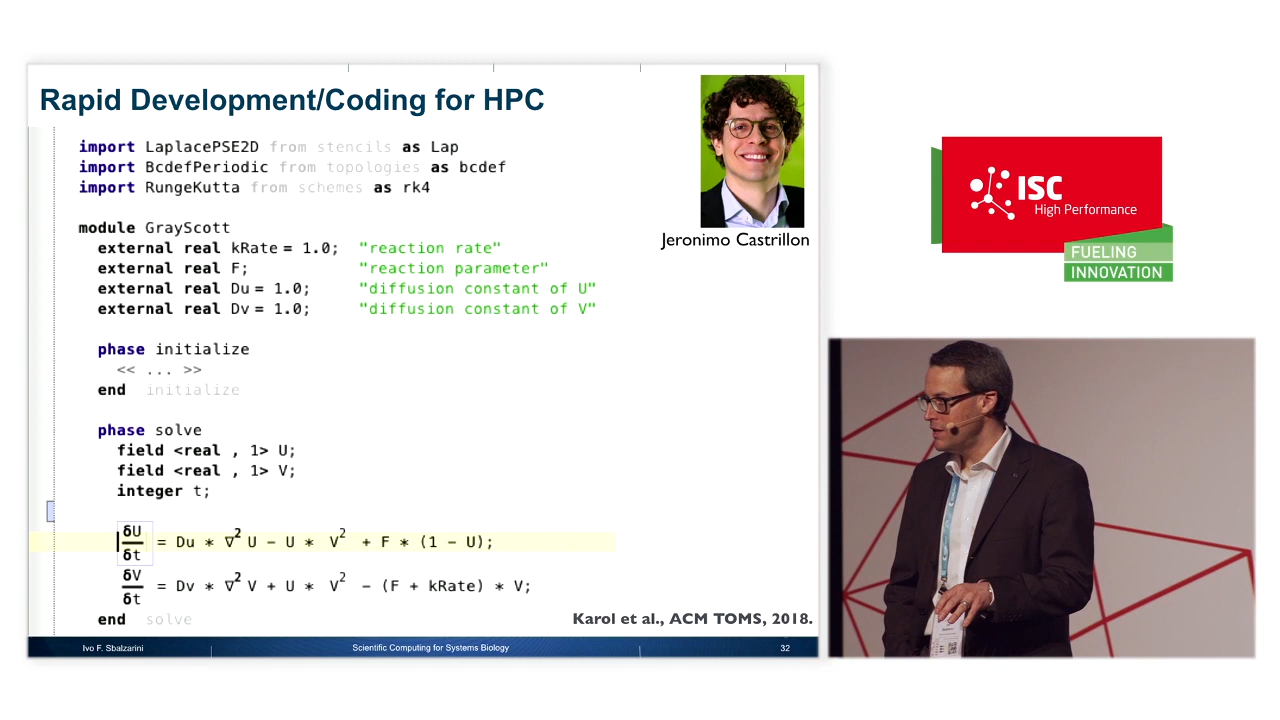 Rapid Development/Coding for HPC
import LaplacePSE2D from stencils as Lap
import BcdefPeriodic from topologies as bcdef
import RungeKutta from schemes as rk4
module GrayScott
external real kRate = 1.0; "reaction rate"
external real F; "reaction parameter"
external real Du = 1.0; "diffusion constant of U"
external real Dv = 1.0; "diffusion constant of V"
phase initialize
<< ... >>
end initialize
phase solve
field <real , 1> U;
field <real , 1> V;
integer t;
δU/δt = Du * ∇² U − U * V² + F * (1 − U);
δV/δt = Dv * ∇² V + U * V² − (F + kRate) * V;
end solve
Jeronimo Castrillon
Karol et al., ACM TOMS, 2018.
Ivo F. Sbalzarini
Scientific Computing for Systems Biology
32
ISC
High Performance
FUELING
INNOVATION